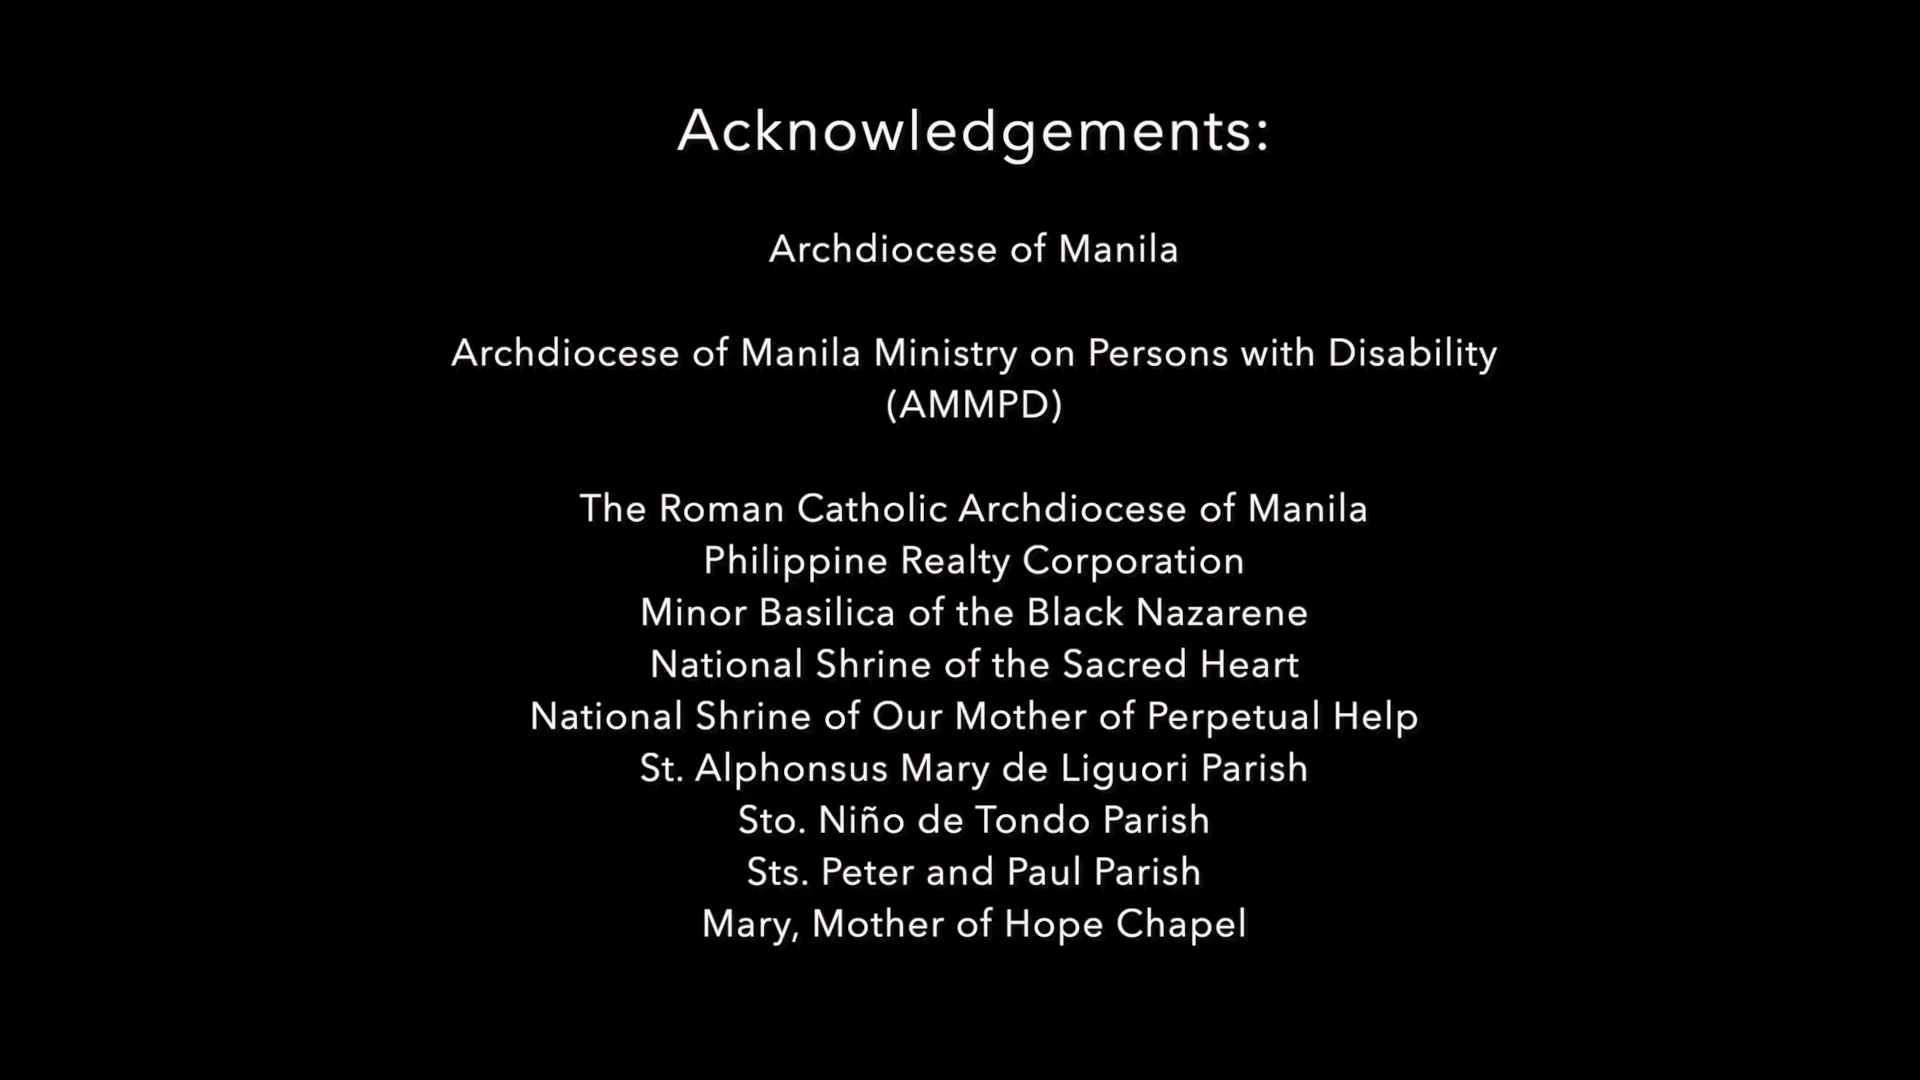 Acknowledgements:
Archdiocese of Manila
Archdiocese of Manila Ministry on Persons with Disability
(AMMPD)
The Roman Catholic Archdiocese of Manila
Philippine Realty Corporation
Minor Basilica of the Black Nazarene
National Shrine of the Sacred Heart
National Shrine of Our Mother of Perpetual Help
St. Alphonsus Mary de Liguori Parish
Sto. Niño de Tondo Parish
Sts. Peter and Paul Parish
Mary, Mother of Hope Chapel